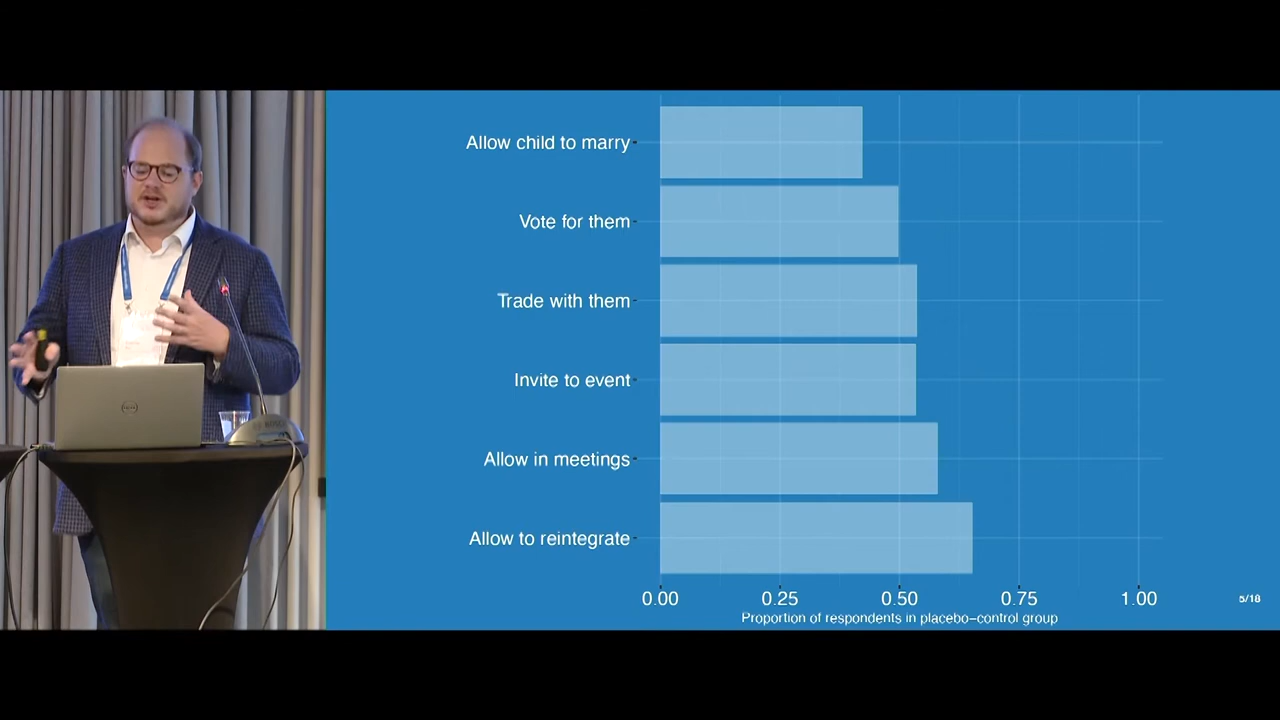 Allow child to marry
Vote for them
Trade with them
Invite to event
Allow in meetings
Allow to reintegrate
0.00 0.25 0.50 0.75 1.00
Proportion of respondents in placebo–control group
5/18